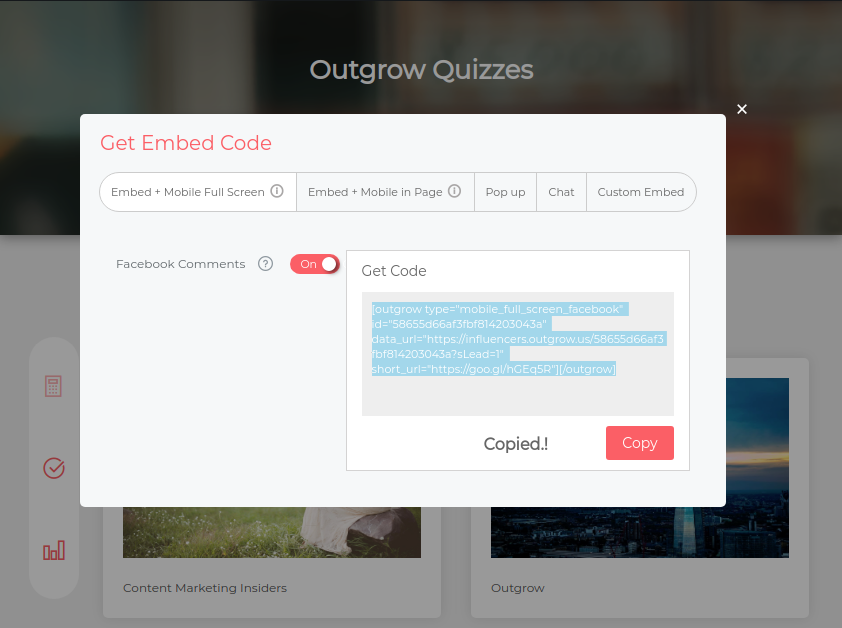 Outgrow Quizzes
Get Embed Code
Embed + Mobile Full Screen
Embed + Mobile in Page
Pop up
Chat
Custom Embed
Facebook Comments
On
Get Code
[outgrow type="mobile_full_screen_facebook"
id="58655d66af3fbf814203043a"
data_url="https://influencers.outgrow.us/58655d66af3
fbf814203043a?sLead=1"
short_url="https://goo.gl/hGEq5R"][/outgrow]
Copied.!
Copy
Content Marketing Insiders
Outgrow